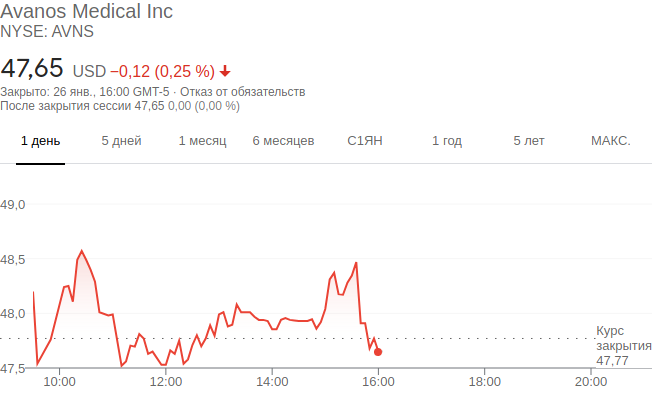 Avanos Medical Inc
NYSE: AVNS
47,65 USD −0,12 (0,25 %)
Закрыто: 26 янв., 16:00 GMT-5 · Отказ от обязательств
После закрытия сессии 47,65 0,00 (0,00 %)
1 день 5 дней 1 месяц 6 месяцев С1ЯН 1 год 5 лет МАКС.
49,0
48,5
48,0
Курс
закрытия
47,77
47,5
10:00 12:00 14:00 16:00 18:00 20:00